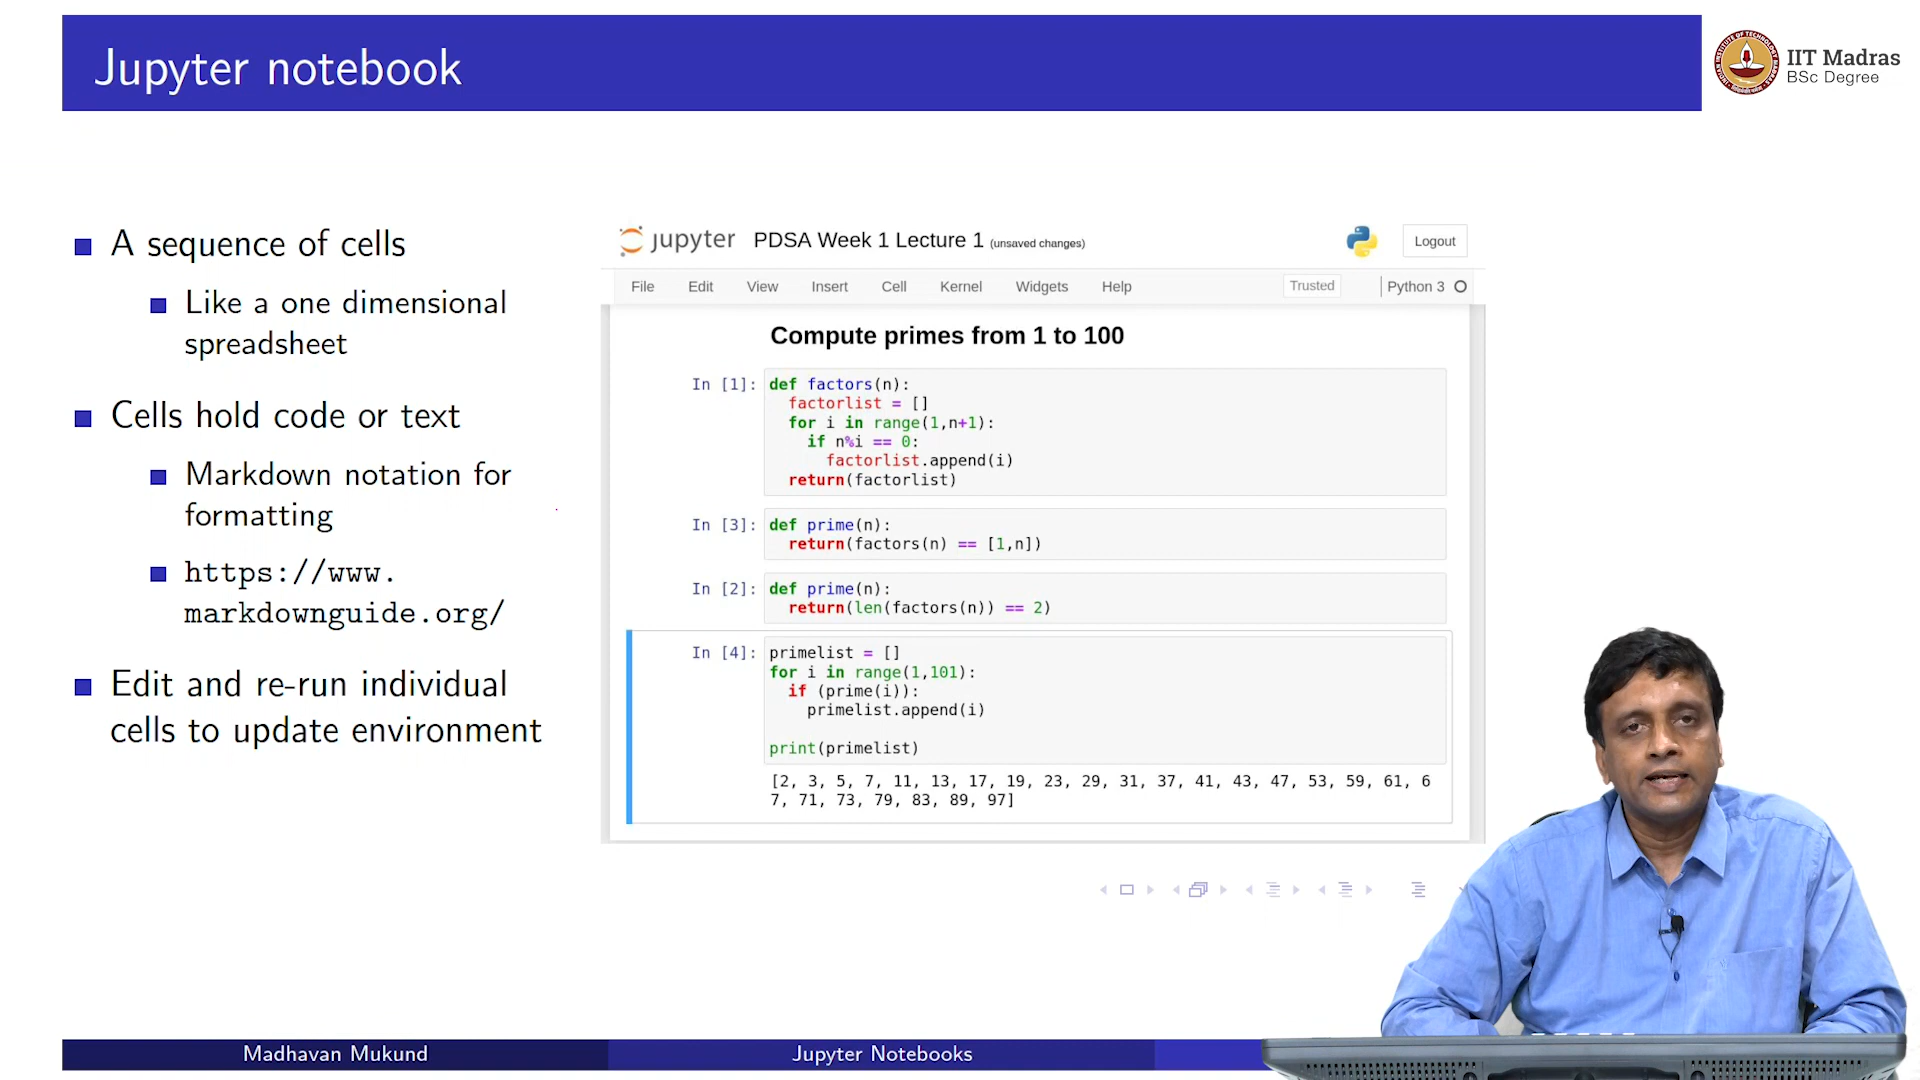 Jupyter notebook
IIT Madras
BSc Degree
A sequence of cells
Like a one dimensional
spreadsheet
Cells hold code or text
Markdown notation for
formatting
https://www.
markdownguide.org/
Edit and re-run individual
cells to update environment
jupyter PDSA Week 1 Lecture 1 (unsaved changes) Logout
File Edit View Insert Cell Kernel Widgets Help Trusted Python 3
Compute primes from 1 to 100
In [1]: def factors(n):
factorlist = []
for i in range(1,n+1):
if n%i == 0:
factorlist.append(i)
return(factorlist)
In [3]: def prime(n):
return(factors(n) == [1,n])
In [2]: def prime(n):
return(len(factors(n)) == 2)
In [4]: primelist = []
for i in range(1,101):
if (prime(i)):
primelist.append(i)
print(primelist)
[2, 3, 5, 7, 11, 13, 17, 19, 23, 29, 31, 37, 41, 43, 47, 53, 59, 61, 6
7, 71, 73, 79, 83, 89, 97]
Madhavan Mukund Jupyter Notebooks